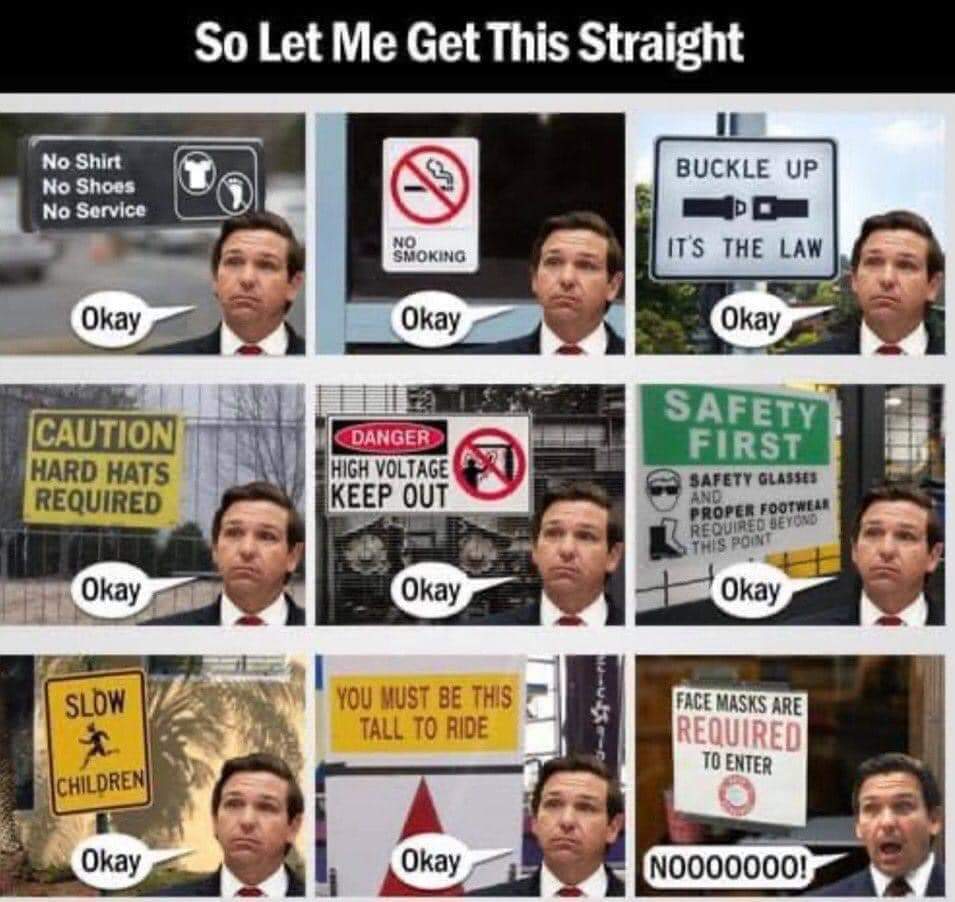 So Let Me Get This Straight
No Shirt
No Shoes
No Service
Okay
NO
SMOKING
Okay
BUCKLE UP
IT'S THE LAW
Okay
CAUTION
HARD HATS
REQUIRED
Okay
DANGER
HIGH VOLTAGE
KEEP OUT
Okay
SAFETY
FIRST
SAFETY GLASSES
AND
PROPER FOOTWEAR
REQUIRED BEYOND
THIS POINT
Okay
SLOW
CHILDREN
Okay
YOU MUST BE THIS
TALL TO RIDE
Okay
FACE MASKS ARE
REQUIRED
TO ENTER
NOOOOOOO!